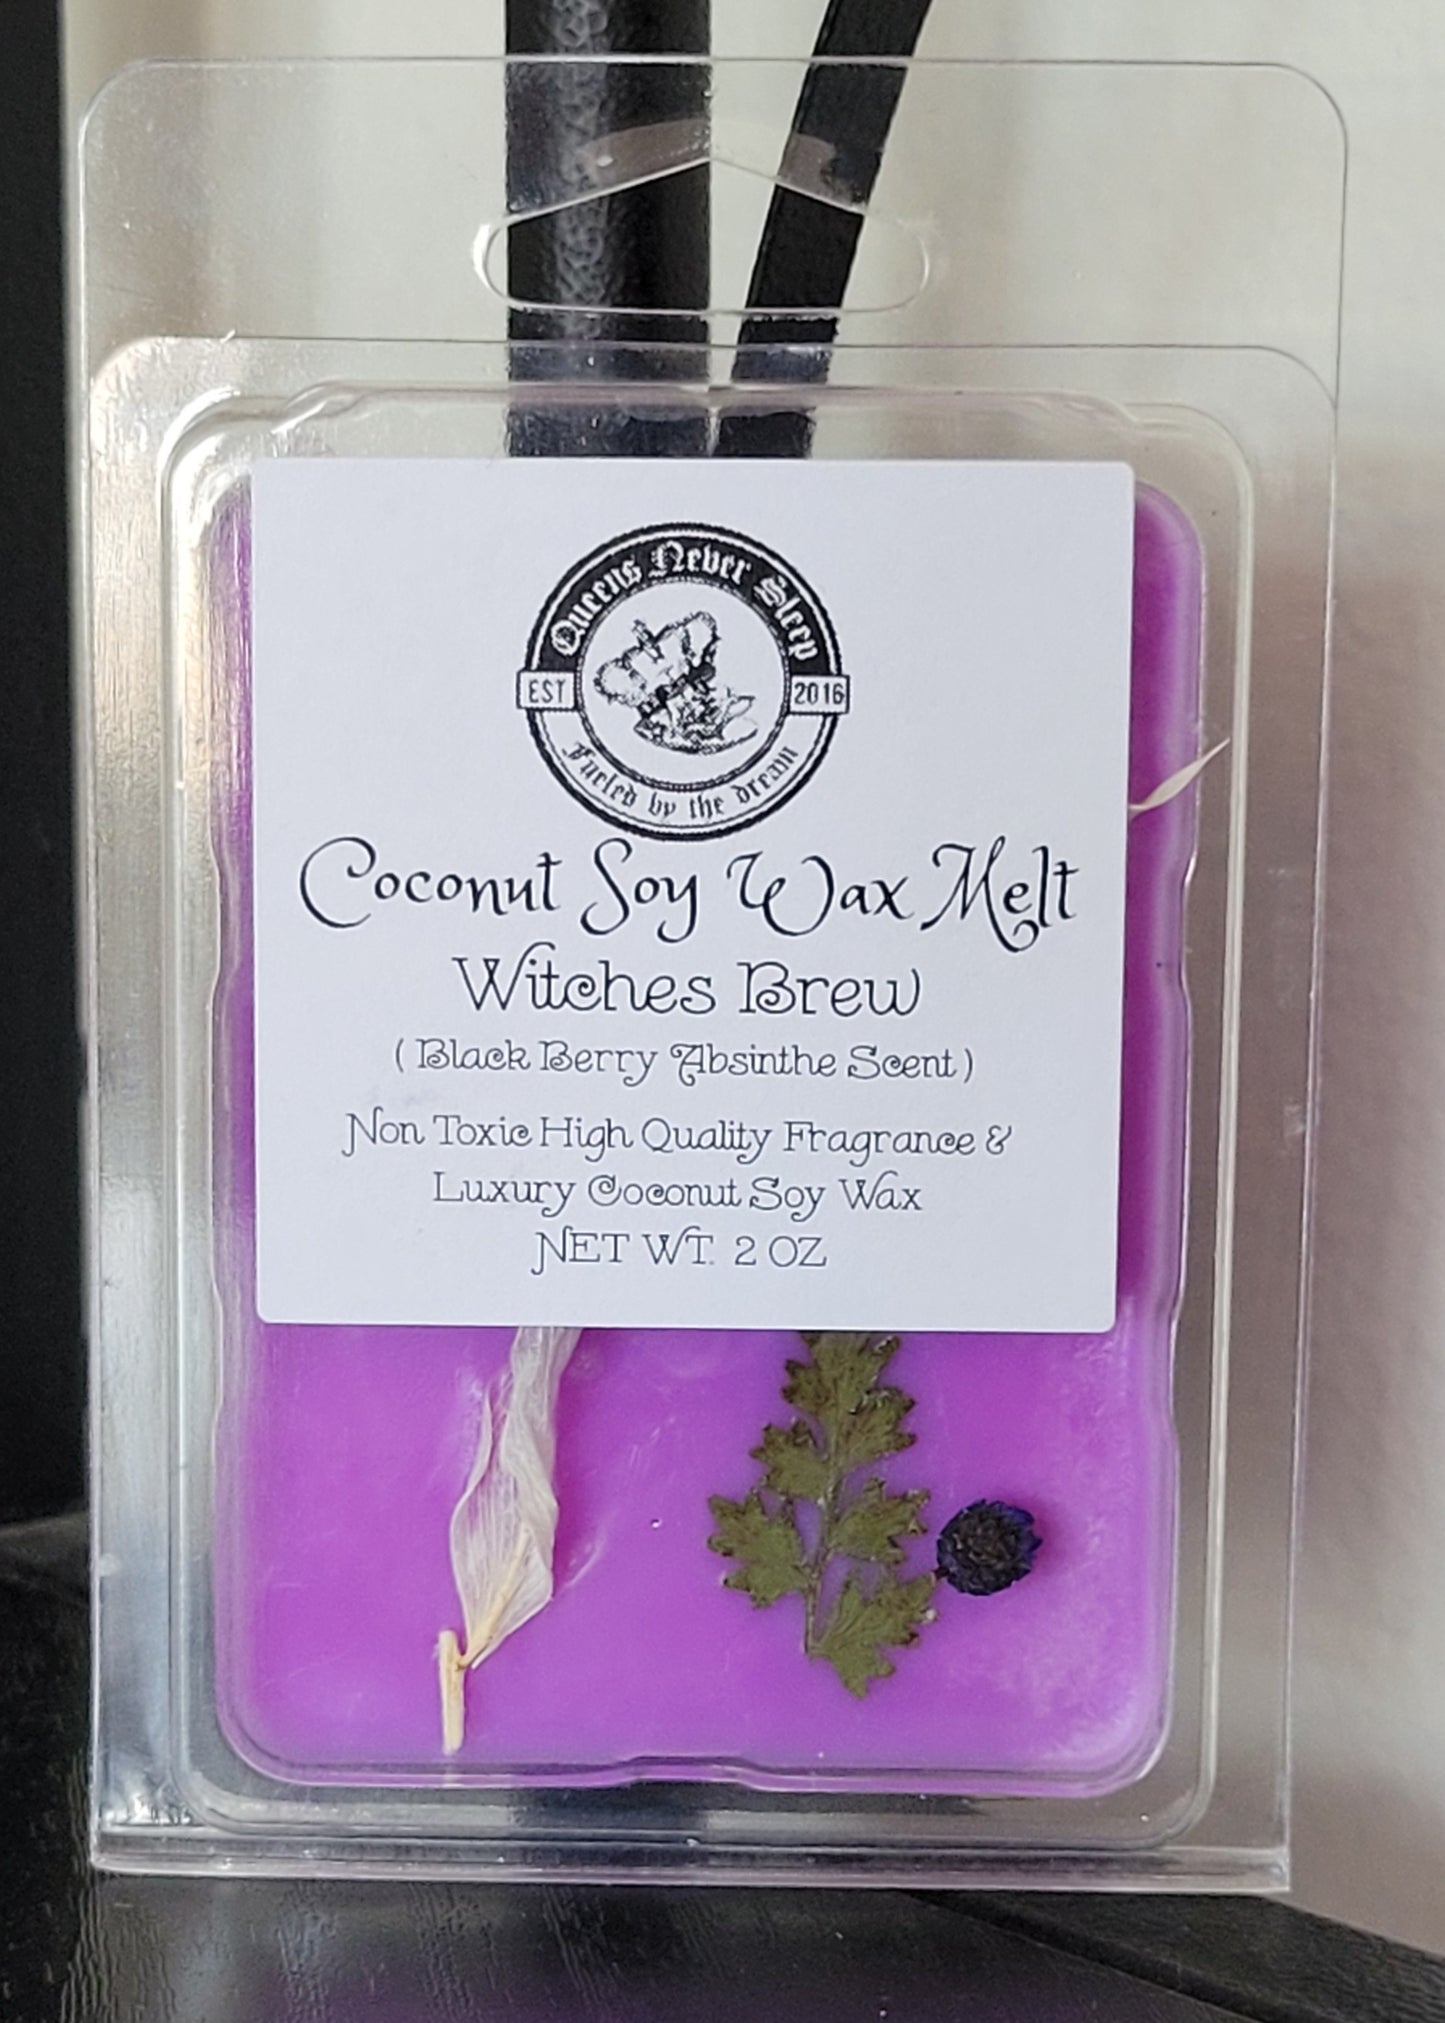 Queens Never Sleep
EST 2016
Fueled by the dream
Coconut Soy Wax Melt
Witches Brew
( Black Berry Absinthe Scent )
Non Toxic High Quality Fragrance &
Luxury Coconut Soy Wax
NET WT. 2 OZ